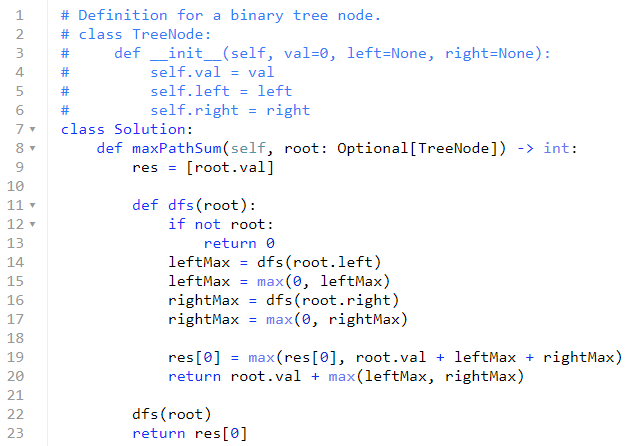 1 # Definition for a binary tree node.
2 # class TreeNode:
3 #     def __init__(self, val=0, left=None, right=None):
4 #         self.val = val
5 #         self.left = left
6 #         self.right = right
7 class Solution:
8     def maxPathSum(self, root: Optional[TreeNode]) -> int:
9         res = [root.val]
10
11         def dfs(root):
12             if not root:
13                 return 0
14             leftMax = dfs(root.left)
15             leftMax = max(0, leftMax)
16             rightMax = dfs(root.right)
17             rightMax = max(0, rightMax)
18
19             res[0] = max(res[0], root.val + leftMax + rightMax)
20             return root.val + max(leftMax, rightMax)
21
22         dfs(root)
23         return res[0]